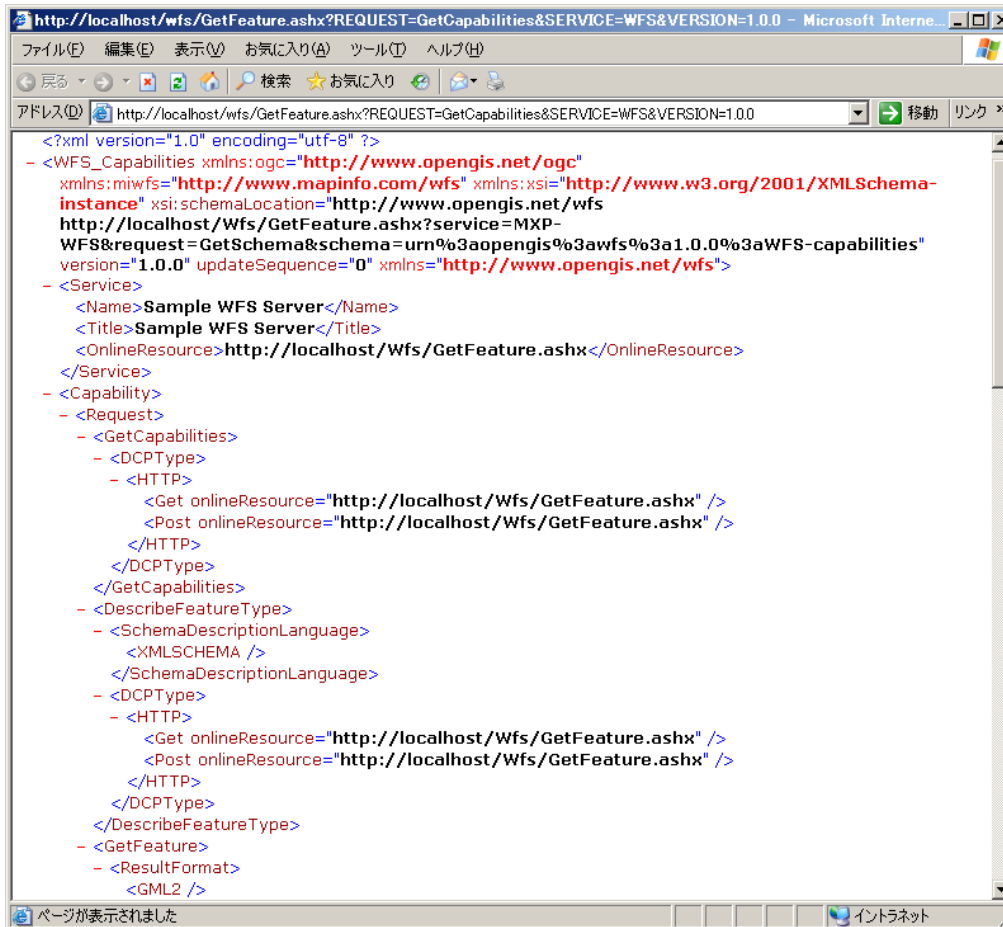 http://localhost/wfs/GetFeature.ashx?REQUEST=GetCapabilities&SERVICE=WFS&VERSION=1.0.0 - Microsoft Interne...
ファイル(F) 編集(E) 表示(V) お気に入り(A) ツール(T) ヘルプ(H)
戻る 検索 お気に入り
アドレス(D) http://localhost/wfs/GetFeature.ashx?REQUEST=GetCapabilities&SERVICE=WFS&VERSION=1.0.0 移動 リンク »
<?xml version="1.0" encoding="utf-8" ?>
- <WFS_Capabilities xmlns:ogc="http://www.opengis.net/ogc"
xmlns:miwfs="http://www.mapinfo.com/wfs" xmlns:xsi="http://www.w3.org/2001/XMLSchema-
instance" xsi:schemaLocation="http://www.opengis.net/wfs
http://localhost/Wfs/GetFeature.ashx?service=MXP-
WFS&request=GetSchema&schema=urn%3aopengis%3awfs%3a1.0.0%3aWFS-capabilities"
version="1.0.0" updateSequence="0" xmlns="http://www.opengis.net/wfs">
- <Service>
<Name>Sample WFS Server</Name>
<Title>Sample WFS Server</Title>
<OnlineResource>http://localhost/Wfs/GetFeature.ashx</OnlineResource>
</Service>
- <Capability>
- <Request>
- <GetCapabilities>
- <DCPType>
- <HTTP>
<Get onlineResource="http://localhost/Wfs/GetFeature.ashx" />
<Post onlineResource="http://localhost/Wfs/GetFeature.ashx" />
</HTTP>
</DCPType>
</GetCapabilities>
- <DescribeFeatureType>
- <SchemaDescriptionLanguage>
<XMLSCHEMA />
</SchemaDescriptionLanguage>
- <DCPType>
- <HTTP>
<Get onlineResource="http://localhost/Wfs/GetFeature.ashx" />
<Post onlineResource="http://localhost/Wfs/GetFeature.ashx" />
</HTTP>
</DCPType>
</DescribeFeatureType>
- <GetFeature>
- <ResultFormat>
<GML2 />
ページが表示されました イントラネット